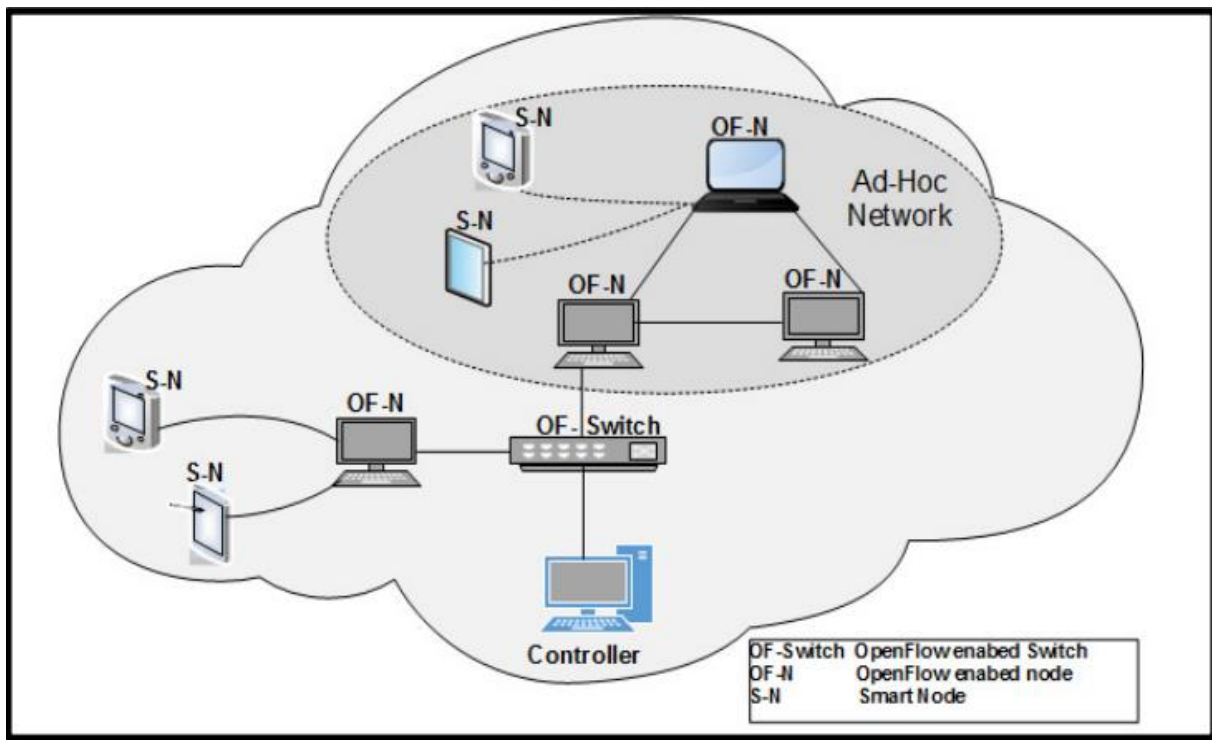 S-N
OF-N
Ad-Hoc
Network
S-N
OF-N
OF-N
S-N
OF-N
OF- Switch
S-N
Controller
OF-Switch OpenFlow enabed Switch
OF-N OpenFlow enabed node
S-N Smart Node